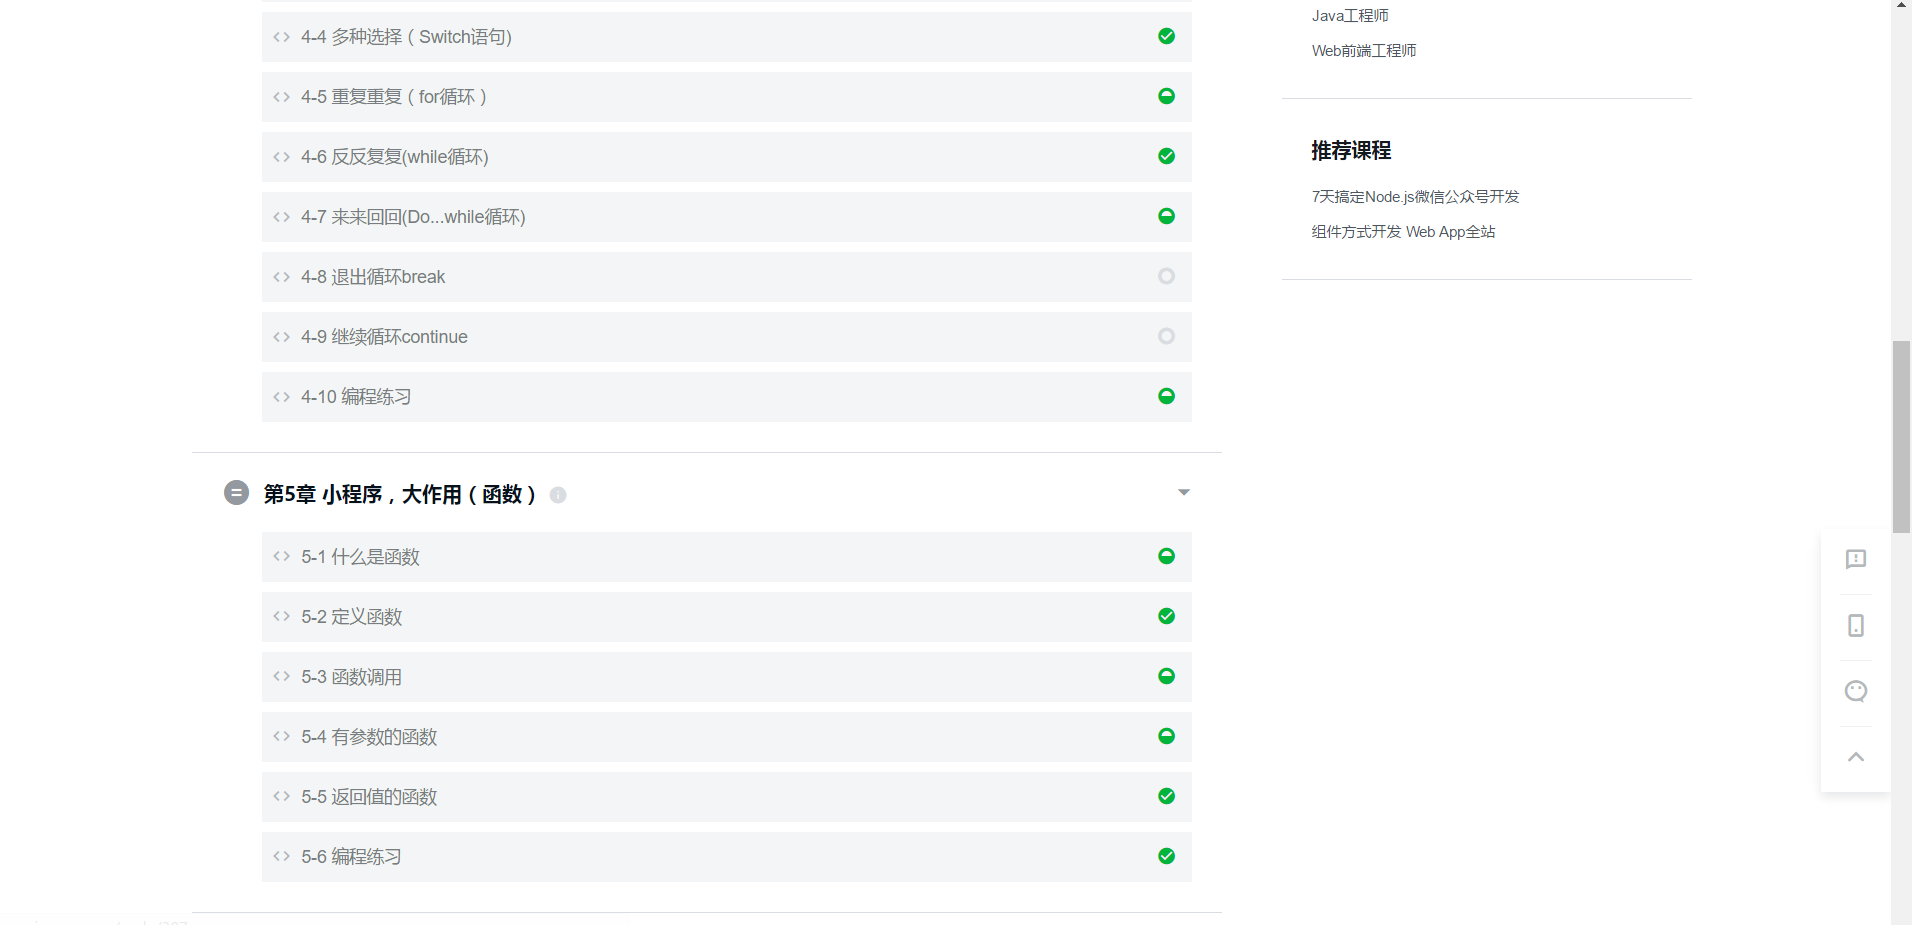 4-4 多种选择（Switch语句)
4-5 重复重复（for循环）
4-6 反反复复(while循环)
4-7 来来回回(Do...while循环)
4-8 退出循环break
4-9 继续循环continue
4-10 编程练习
第5章 小程序，大作用（函数）
5-1 什么是函数
5-2 定义函数
5-3 函数调用
5-4 有参数的函数
5-5 返回值的函数
5-6 编程练习
Java工程师
Web前端工程师
推荐课程
7天搞定Node.js微信公众号开发
组件方式开发 Web App全站